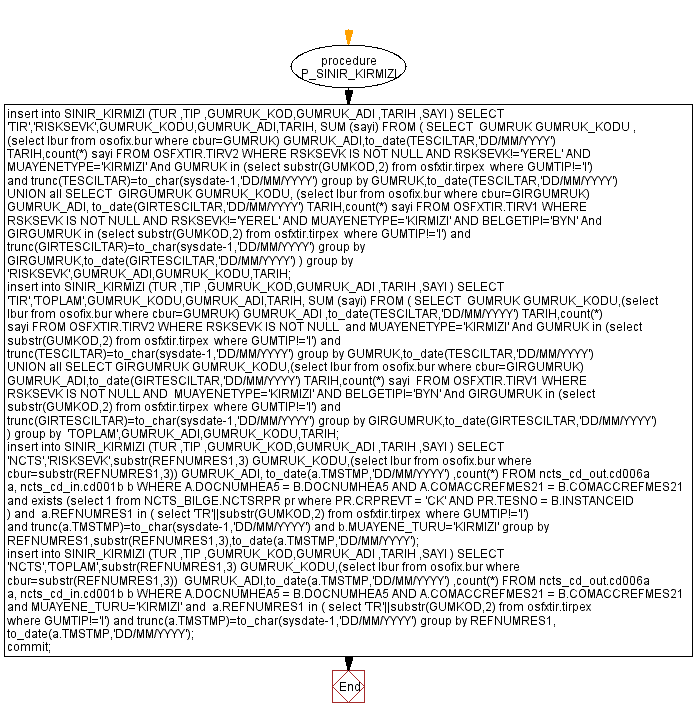 procedure
P_SINIR_KIRMIZI
insert into SINIR_KIRMIZI (TUR ,TIP ,GUMRUK_KOD,GUMRUK_ADI ,TARIH ,SAYI ) SELECT
'TIR','RISKSEVK',GUMRUK_KODU,GUMRUK_ADI,TARIH, SUM (sayi) FROM ( SELECT  GUMRUK GUMRUK_KODU ,
(select lbur from osofix.bur where cbur=GUMRUK) GUMRUK_ADI,to_date(TESCILTAR,'DD/MM/YYYY')
TARIH,count(*) sayi FROM OSFXTIR.TIRV2 WHERE RSKSEVK IS NOT NULL AND RSKSEVK!='YEREL' AND
MUAYENETYPE='KIRMIZI' And GUMRUK in (select substr(GUMKOD,2) from osfxtir.tirpex  where GUMTIP!='I')
and trunc(TESCILTAR)=to_char(sysdate-1,'DD/MM/YYYY') group by GUMRUK,to_date(TESCILTAR,'DD/MM/YYYY')
UNION all SELECT  GIRGUMRUK GUMRUK_KODU, (select lbur from osofix.bur where cbur=GIRGUMRUK)
GUMRUK_ADI, to_date(GIRTESCILTAR,'DD/MM/YYYY') TARIH,count(*) sayi FROM OSFXTIR.TIRV1 WHERE
RSKSEVK IS NOT NULL AND RSKSEVK!='YEREL' AND MUAYENETYPE='KIRMIZI' AND BELGETIPI='BYN' And
GIRGUMRUK in (select substr(GUMKOD,2) from osfxtir.tirpex  where GUMTIP!='I') and
trunc(GIRTESCILTAR)=to_char(sysdate-1,'DD/MM/YYYY') group by
GIRGUMRUK,to_date(GIRTESCILTAR,'DD/MM/YYYY') ) group by
'RISKSEVK',GUMRUK_ADI,GUMRUK_KODU,TARIH;
insert into SINIR_KIRMIZI (TUR ,TIP ,GUMRUK_KOD,GUMRUK_ADI ,TARIH ,SAYI ) SELECT
'TIR','TOPLAM',GUMRUK_KODU,GUMRUK_ADI,TARIH, SUM (sayi) FROM ( SELECT  GUMRUK GUMRUK_KODU,(select
lbur from osofix.bur where cbur=GUMRUK) GUMRUK_ADI ,to_date(TESCILTAR,'DD/MM/YYYY') TARIH,count(*)
sayi FROM OSFXTIR.TIRV2 WHERE RSKSEVK IS NOT NULL  and MUAYENETYPE='KIRMIZI' And GUMRUK in (select
substr(GUMKOD,2) from osfxtir.tirpex  where GUMTIP!='I') and
trunc(TESCILTAR)=to_char(sysdate-1,'DD/MM/YYYY') group by GUMRUK,to_date(TESCILTAR,'DD/MM/YYYY')
UNION all SELECT GIRGUMRUK GUMRUK_KODU,(select lbur from osofix.bur where cbur=GIRGUMRUK)
GUMRUK_ADI,to_date(GIRTESCILTAR,'DD/MM/YYYY') TARIH,count(*) sayi  FROM OSFXTIR.TIRV1 WHERE
RSKSEVK IS NOT NULL AND  MUAYENETYPE='KIRMIZI' AND BELGETIPI='BYN' And GIRGUMRUK in (select
substr(GUMKOD,2) from osfxtir.tirpex  where GUMTIP!='I') and
trunc(GIRTESCILTAR)=to_char(sysdate-1,'DD/MM/YYYY') group by GIRGUMRUK,to_date(GIRTESCILTAR,'DD/MM/YYYY')
) group by  'TOPLAM',GUMRUK_ADI,GUMRUK_KODU,TARIH;
insert into SINIR_KIRMIZI (TUR ,TIP ,GUMRUK_KOD,GUMRUK_ADI ,TARIH ,SAYI ) SELECT
'NCTS','RISKSEVK',substr(REFNUMRES1,3) GUMRUK_KODU,(select lbur from osofix.bur where
cbur=substr(REFNUMRES1,3)) GUMRUK_ADI, to_date(a.TMSTMP,'DD/MM/YYYY') ,count(*) FROM ncts_cd_out.cd006a
a, ncts_cd_in.cd001b b WHERE A.DOCNUMHEA5 = B.DOCNUMHEA5 AND A.COMACCREFMES21 = B.COMACCREFMES21
and exists (select 1 from NCTS_BILGE.NCTSRPR pr where PR.CRPREVT = 'CK' AND PR.TESNO = B.INSTANCEID
) and  a.REFNUMRES1 in ( select 'TR'||substr(GUMKOD,2) from osfxtir.tirpex  where GUMTIP!='I')
and trunc(a.TMSTMP)=to_char(sysdate-1,'DD/MM/YYYY') and b.MUAYENE_TURU='KIRMIZI' group by
REFNUMRES1,substr(REFNUMRES1,3),to_date(a.TMSTMP,'DD/MM/YYYY');
insert into SINIR_KIRMIZI (TUR ,TIP ,GUMRUK_KOD,GUMRUK_ADI ,TARIH ,SAYI ) SELECT
'NCTS','TOPLAM',substr(REFNUMRES1,3) GUMRUK_KODU,(select lbur from osofix.bur where
cbur=substr(REFNUMRES1,3))  GUMRUK_ADI,to_date(a.TMSTMP,'DD/MM/YYYY') ,count(*) FROM ncts_cd_out.cd006a
a, ncts_cd_in.cd001b b WHERE A.DOCNUMHEA5 = B.DOCNUMHEA5 AND A.COMACCREFMES21 = B.COMACCREFMES21
and MUAYENE_TURU='KIRMIZI' and  a.REFNUMRES1 in ( select 'TR'||substr(GUMKOD,2) from osfxtir.tirpex
where GUMTIP!='I') and trunc(a.TMSTMP)=to_char(sysdate-1,'DD/MM/YYYY') group by REFNUMRES1,
to_date(a.TMSTMP,'DD/MM/YYYY');
commit;
End